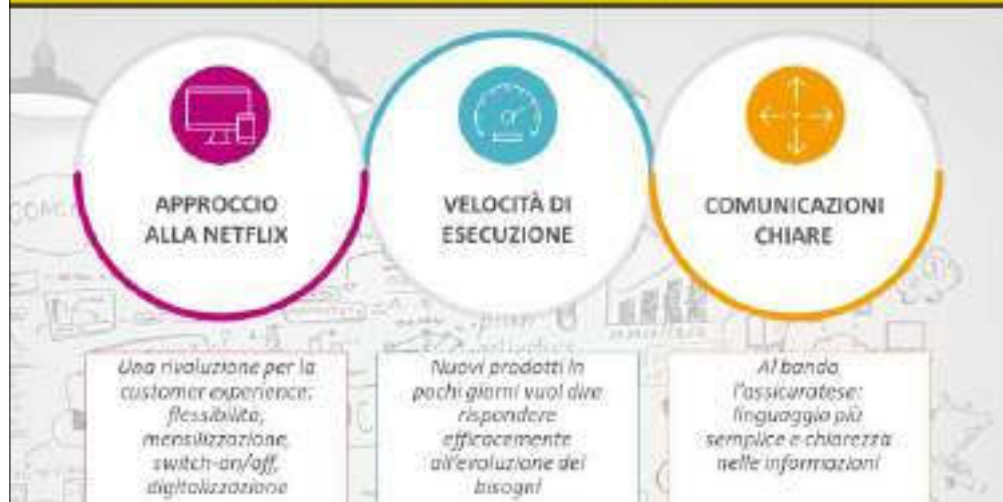 APPROCCIO
ALLA NETFLIX
VELOCITÀ DI
ESECUZIONE
COMUNICAZIONI
CHIARE
Una rivoluzione per la
customer experience:
flessibilità,
mensilizzazione,
switch-on/off,
digitalizzazione
Nuovi prodotti in
pochi giorni vuol dire
rispondere
efficacemente
all'evoluzione dei
bisogni
Al bando
l'assicuratese:
linguaggio più
semplice e chiarezza
nelle informazioni